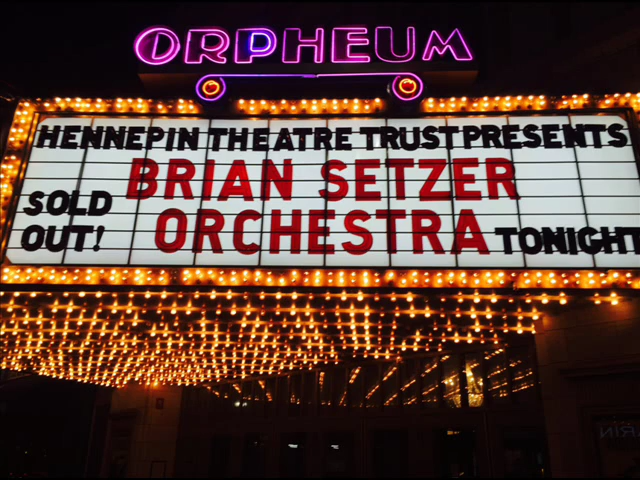 ORPHEUM
HENNEPIN THEATRE TRUST PRESENTS
BRIAN SETZER
SOLD
ORCHESTRA
OUT!
TONIGHT